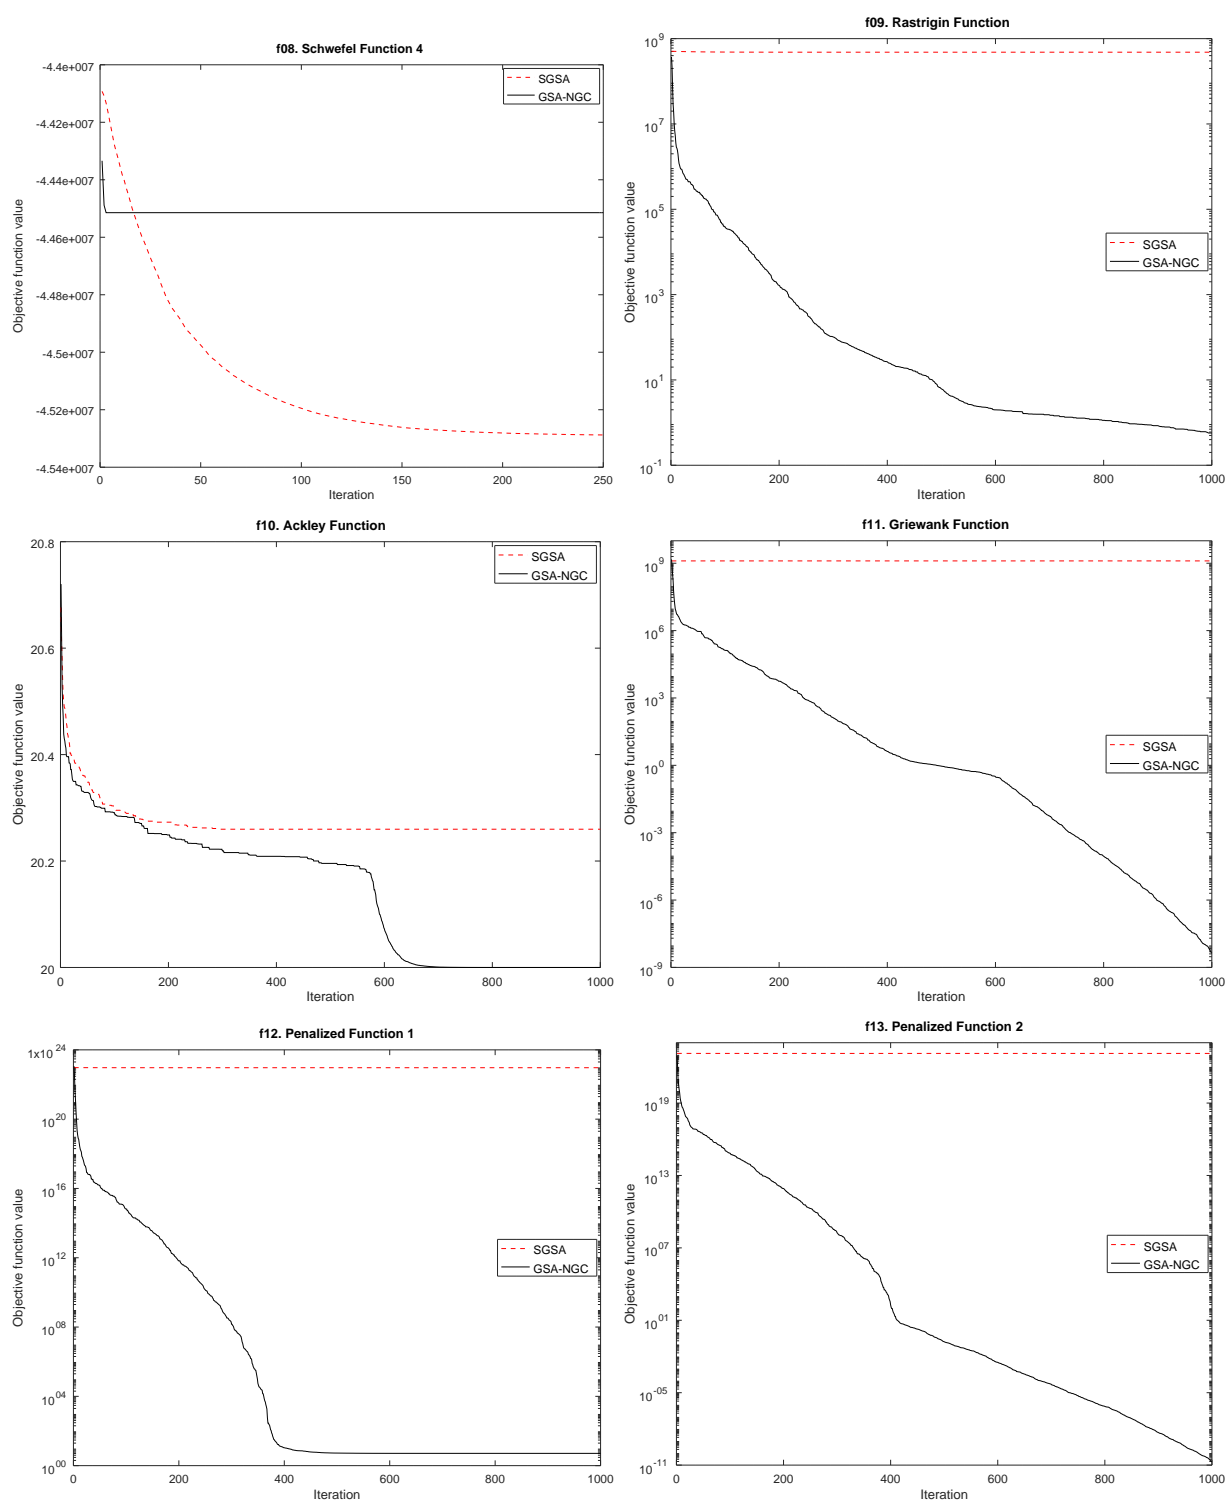 f08. Schwefel Function 4
-4.4e+007
-4.42e+007
-4.44e+007
-4.46e+007
-4.48e+007
-4.5e+007
-4.52e+007
-4.54e+007
Objective function value
SGSA
GSA-NGC
0 50 100 150 200 250
Iteration
f09. Rastrigin Function
10^9
10^7
10^5
10^3
10^1
10^-1
Objective function value
SGSA
GSA-NGC
0 200 400 600 800 1000
Iteration
f10. Ackley Function
20.8
20.6
20.4
20.2
20
Objective function value
SGSA
GSA-NGC
0 200 400 600 800 1000
Iteration
f11. Griewank Function
10^9
10^6
10^3
10^0
10^-3
10^-6
10^-9
Objective function value
SGSA
GSA-NGC
0 200 400 600 800 1000
Iteration
f12. Penalized Function 1
1x10^24
10^20
10^16
10^12
10^08
10^04
10^00
Objective function value
SGSA
GSA-NGC
0 200 400 600 800 1000
Iteration
f13. Penalized Function 2
10^19
10^13
10^07
10^01
10^-05
10^-11
Objective function value
SGSA
GSA-NGC
0 200 400 600 800 1000
Iteration